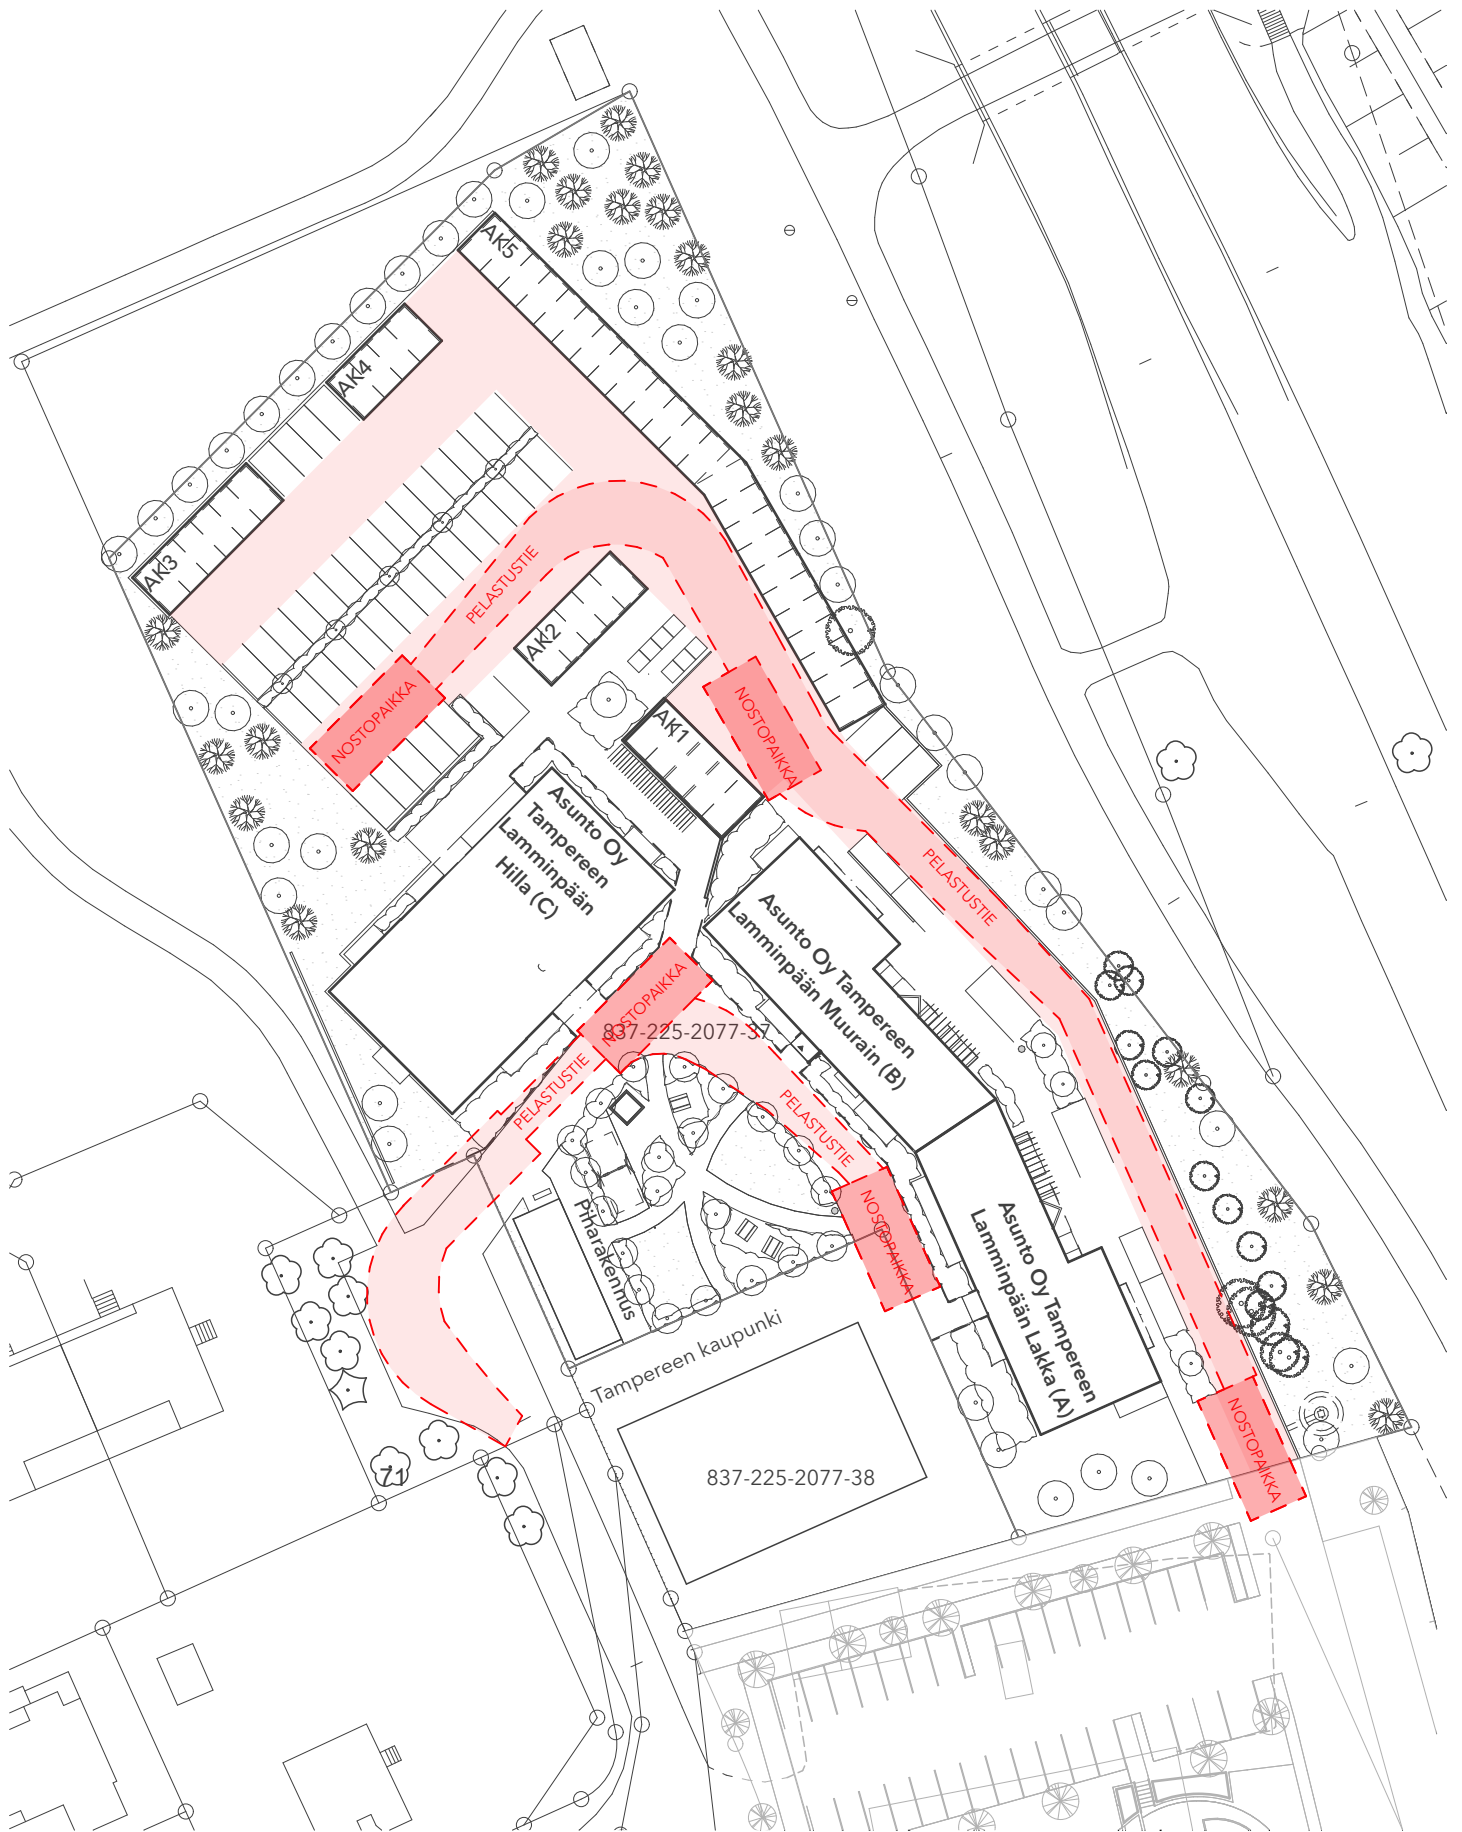 AK5
AK4
AK3
PELASTUSTIE
AK2
NOSTOPAIKKA
NOSTOPAIKKA
AK1
Asunto Oy
Tampereen
Lamminpään
Hilla (C)
PELASTUSTIE
Asunto Oy Tampereen
Lamminpään Muurain (B)
NOSTOPAIKKA
837-225-2077-37
PELASTUSTIE
PELASTUSTIE
NOSTOPAIKKA
Piharakennus
Asunto Oy Tampereen
Lamminpään Lakka (A)
Tampereen kaupunki
NOSTOPAIKKA
71
837-225-2077-38